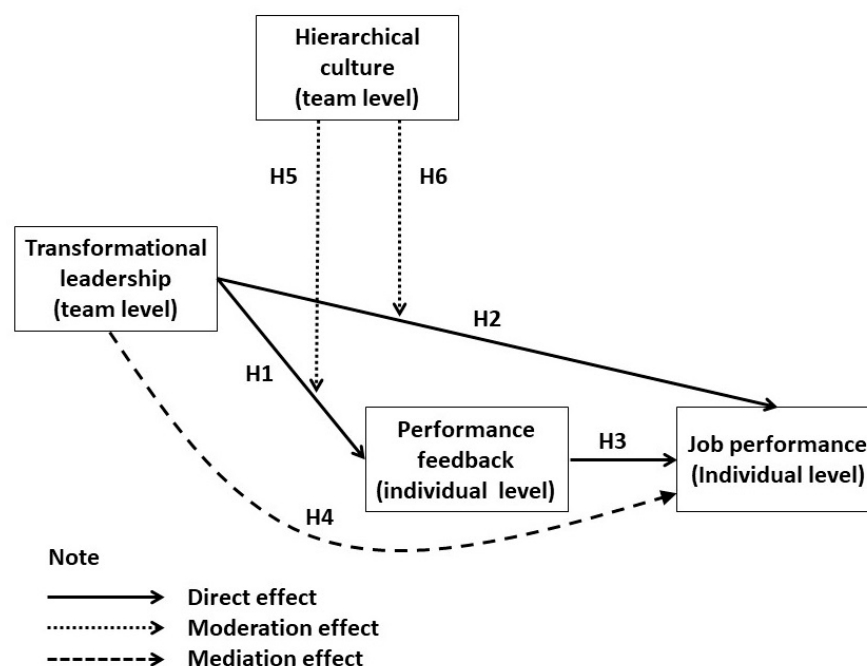 Hierarchical
culture
(team level)
H5
H6
Transformational
leadership
(team level)
H2
H1
Performance
feedback
(individual level)
H3
Job performance
(Individual level)
H4
Note
Direct effect
Moderation effect
Mediation effect